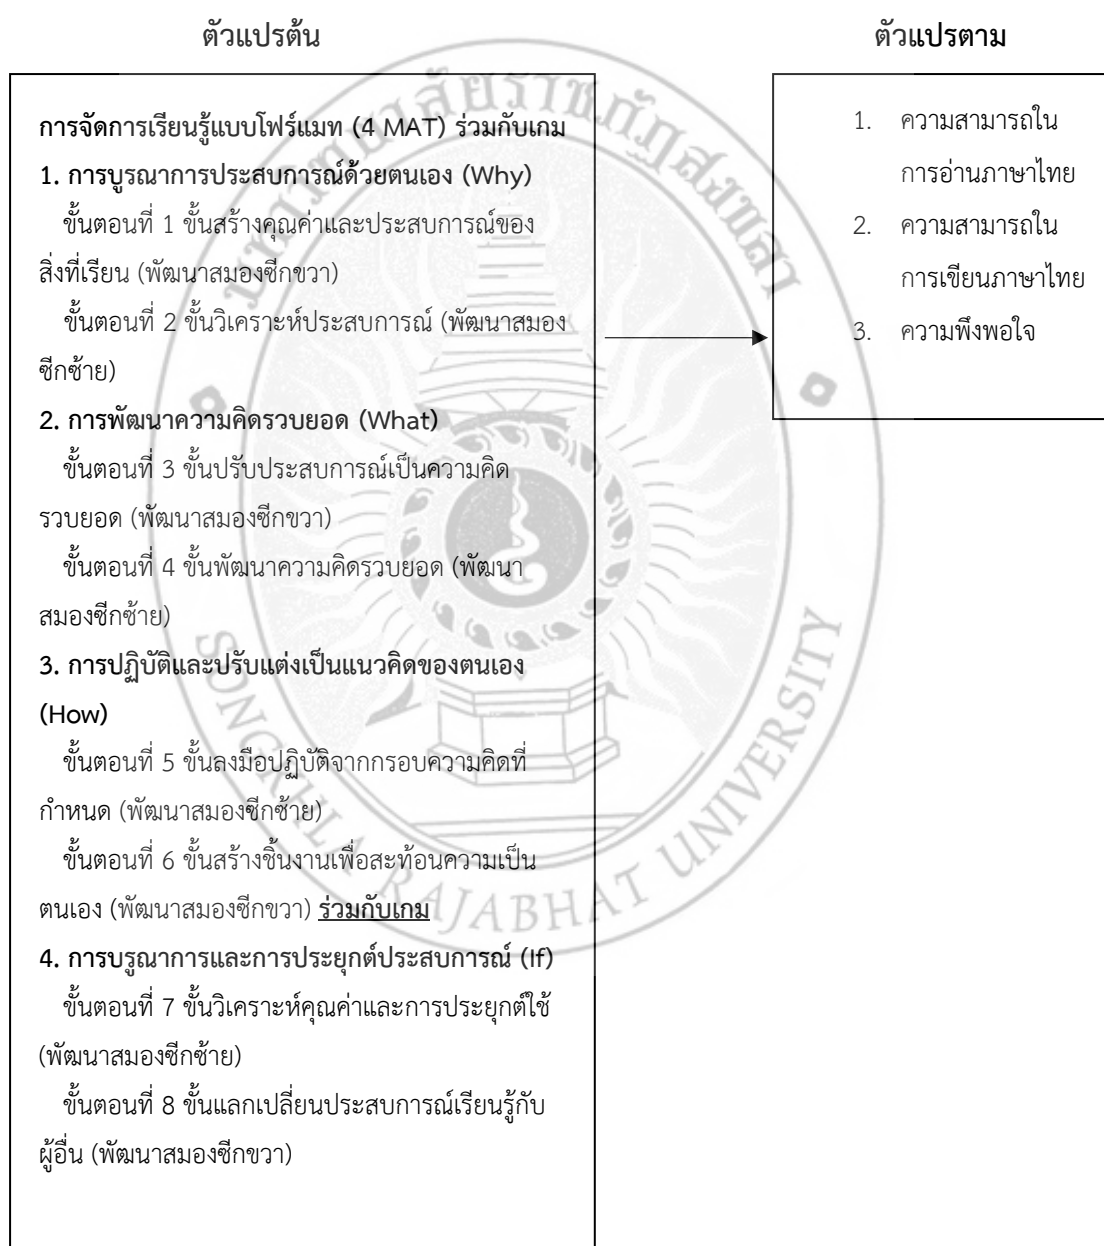 ตัวแปรต้น
ตัวแปรตาม
การจัดการเรียนรู้แบบโฟร์แมท (4 MAT) ร่วมกับเกม
1. การบูรณาการประสบการณ์ด้วยตนเอง (Why)
ขั้นตอนที่ 1 ขั้นสร้างคุณค่าและประสบการณ์ของ
สิ่งที่เรียน (พัฒนาสมองซีกขวา)
ขั้นตอนที่ 2 ขั้นวิเคราะห์ประสบการณ์ (พัฒนาสมอง
ซีกซ้าย)
2. การพัฒนาความคิดรวบยอด (What)
ขั้นตอนที่ 3 ขั้นปรับประสบการณ์เป็นความคิด
รวบยอด (พัฒนาสมองซีกขวา)
ขั้นตอนที่ 4 ขั้นพัฒนาความคิดรวบยอด (พัฒนา
สมองซีกซ้าย)
3. การปฏิบัติและปรับแต่งเป็นแนวคิดของตนเอง
(How)
ขั้นตอนที่ 5 ขั้นลงมือปฏิบัติจากกรอบความคิดที่
กำหนด (พัฒนาสมองซีกซ้าย)
ขั้นตอนที่ 6 ขั้นสร้างชิ้นงานเพื่อสะท้อนความเป็น
ตนเอง (พัฒนาสมองซีกขวา) ร่วมกับเกม
4. การบรูณาการและการประยุกต์ประสบการณ์ (If)
ขั้นตอนที่ 7 ขั้นวิเคราะห์คุณค่าและการประยุกต์ใช้
(พัฒนาสมองซีกซ้าย)
ขั้นตอนที่ 8 ขั้นแลกเปลี่ยนประสบการณ์เรียนรู้กับ
ผู้อื่น (พัฒนาสมองซีกขวา)
1. ความสามารถใน
การอ่านภาษาไทย
2. ความสามารถใน
การเขียนภาษาไทย
3. ความพึงพอใจ
มหาวิทยาลัยราชภัฏสงขลา
SONGKHLA RAJABHAT UNIVERSITY